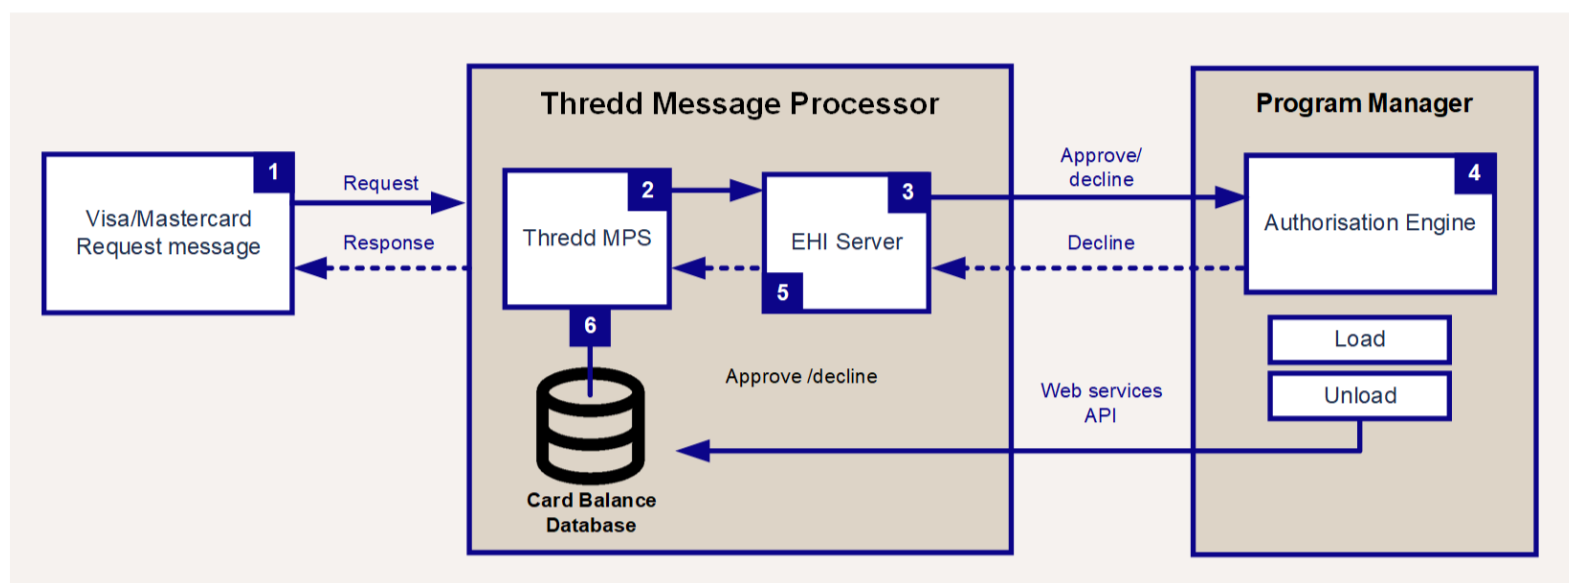 Thredd Message Processor
Program Manager
1
Visa/Mastercard
Request message
Request
Response
2
Thredd MPS
3
EHI Server
5
6
Approve/
decline
Decline
4
Authorisation Engine
Load
Unload
Approve /decline
Web services
API
Card Balance
Database